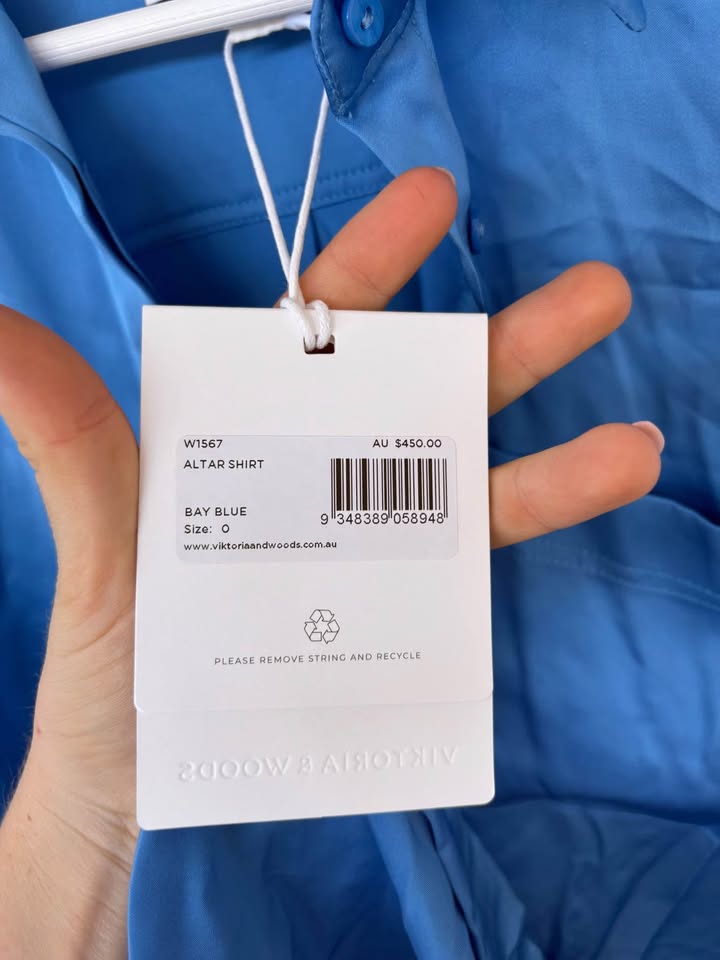 W1567 AU $450.00
ALTAR SHIRT
BAY BLUE
Size: 0
9 348389 058948
www.viktoriaandwoods.com.au
PLEASE REMOVE STRING AND RECYCLE
VIKTORIA & WOODS